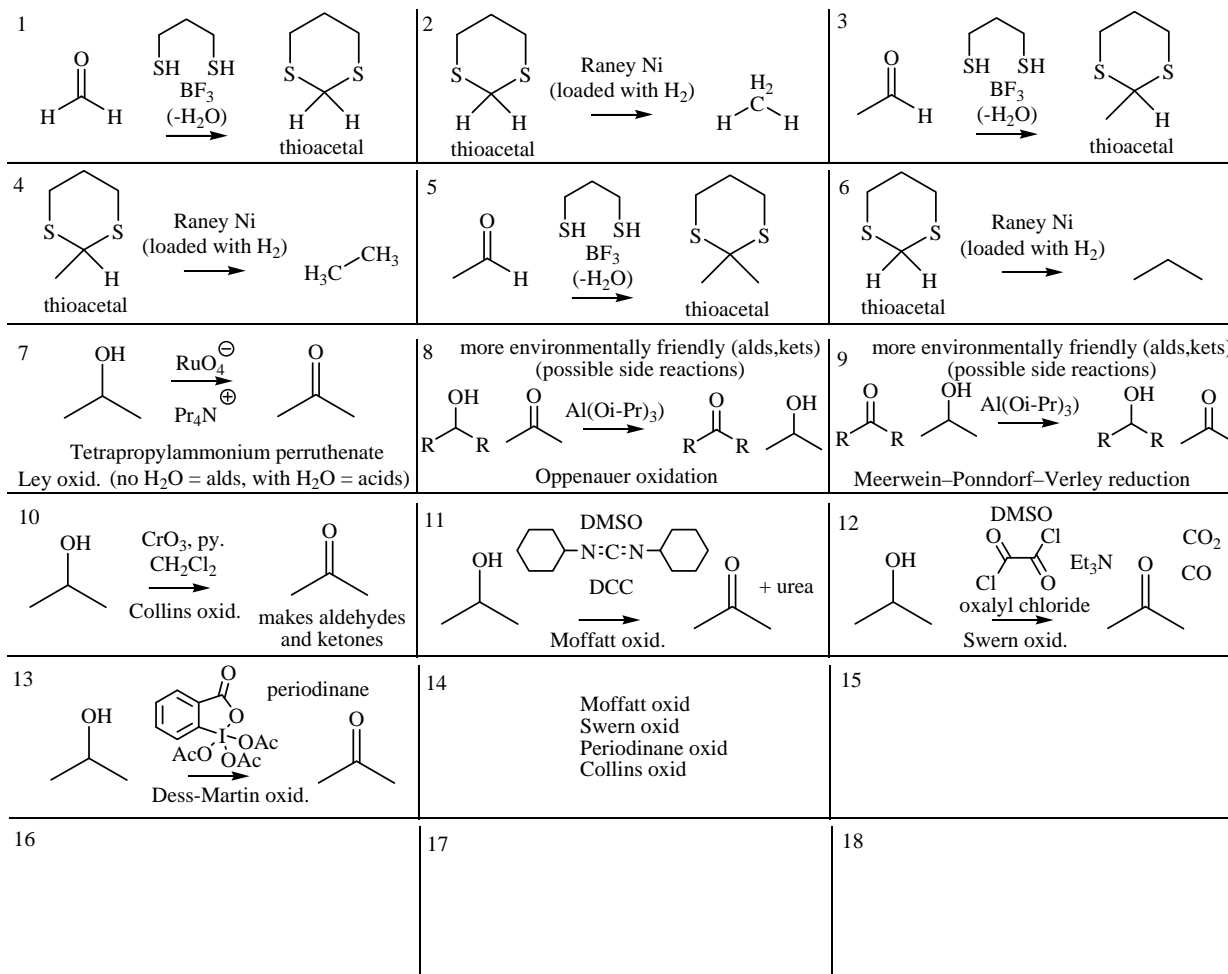 1
O
H H
SH SH
BF3
(-H2O)
S S
H H
thioacetal
2
S S
H H
thioacetal
Raney Ni
(loaded with H2)
H2
C
H H
3
O
H
SH SH
BF3
(-H2O)
S S
H
thioacetal
4
S S
H
thioacetal
Raney Ni
(loaded with H2)
H3C CH3
5
O
H
SH SH
BF3
(-H2O)
S S
thioacetal
6
S S
H H
thioacetal
Raney Ni
(loaded with H2)
7
OH
RuO4 ⊖
Pr4N ⊕
O
Tetrapropylammonium perruthenate
Ley oxid. (no H2O = alds, with H2O = acids)
8
more environmentally friendly (alds,kets)
(possible side reactions)
OH
R R
O
Al(Oi-Pr)3
O
R R
OH
Oppenauer oxidation
9
more environmentally friendly (alds,kets)
(possible side reactions)
O
R R
OH
Al(Oi-Pr)3
OH
R R
O
Meerwein–Ponndorf–Verley reduction
10
OH
CrO3, py.
CH2Cl2
Collins oxid.
O
makes aldehydes
and ketones
11
OH
DMSO
N=C=N
DCC
Moffatt oxid.
O
+ urea
12
OH
DMSO
O Cl
Cl O
Et3N
oxalyl chloride
Swern oxid.
O
CO2
CO
13
OH
O
O
I
AcO OAc
OAc
periodinane
Dess-Martin oxid.
O
14
Moffatt oxid
Swern oxid
Periodinane oxid
Collins oxid
15
16
17
18